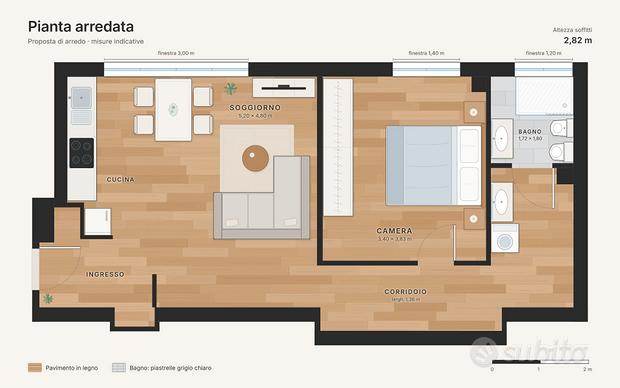 Pianta arredata
Proposta di arredo · misure indicative
Altezza soffitti
2,82 m
finestra 3,00 m
finestra 1,40 m
finestra 1,20 m
SOGGIORNO
5,20 × 4,80 m
BAGNO
1,72 × 1,80
CUCINA
CAMERA
3,40 × 3,83 m
INGRESSO
CORRIDOIO
largh. 1,36 m
Pavimento in legno
Bagno: piastrelle grigio chiaro
subito
0
1
2 m